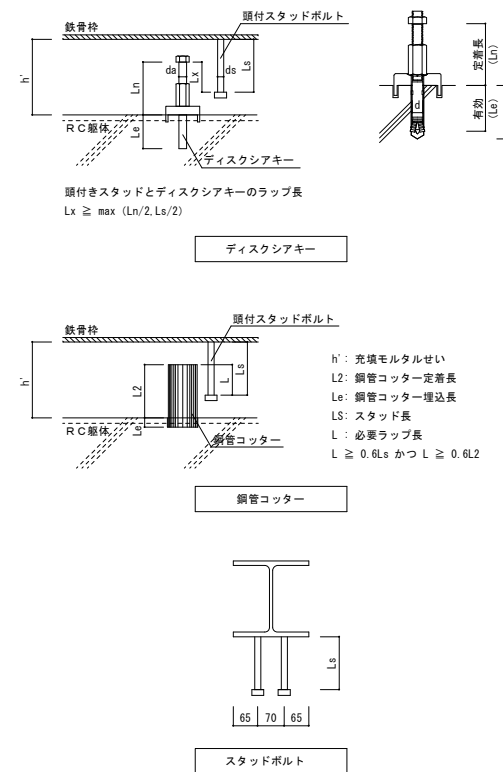 頭付スタッドボルト
鉄骨枠
h'
Ln
da
Lx
ds
Ls
Le
RC躯体
ディスクシアキー
定着長
(Ln)
有効
(Le)
d
頭付きスタッドとディスクシアキーのラップ長
Lx ≧ max (Ln/2,Ls/2)
ディスクシアキー
頭付スタッドボルト
鉄骨枠
h'
L2
L
Ls
Le
RC躯体
鋼管コッター
h': 充填モルタルせい
L2: 鋼管コッター定着長
Le: 鋼管コッター埋込長
LS: スタッド長
L : 必要ラップ長
L ≧ 0.6Ls かつ L ≧ 0.6L2
鋼管コッター
Ls
65 70 65
スタッドボルト